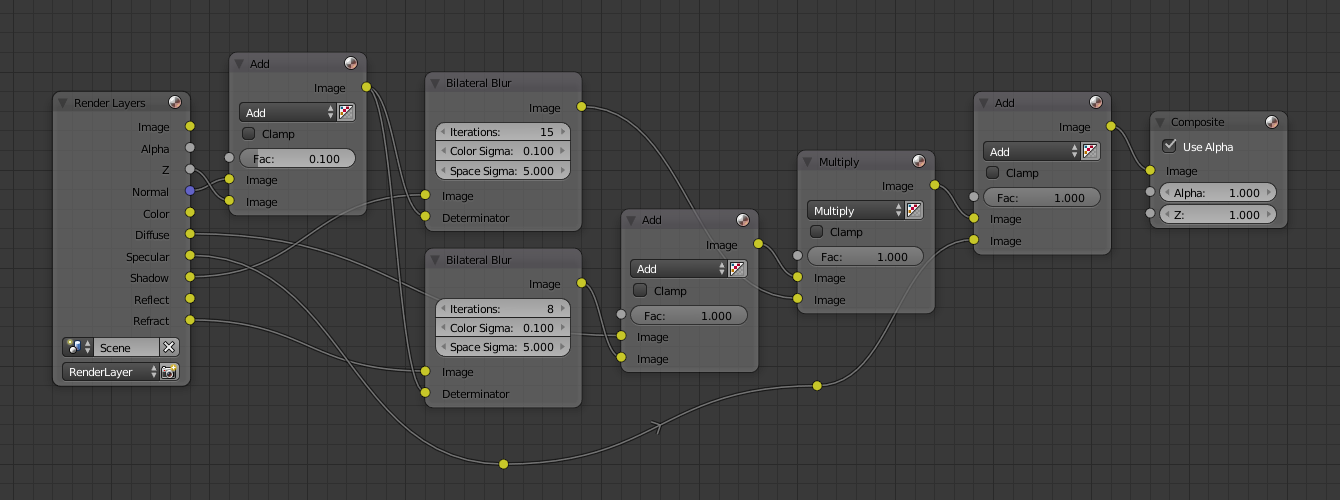 Render Layers
Image
Alpha
Z
Normal
Color
Diffuse
Specular
Shadow
Reflect
Refract
Scene
RenderLayer
Add
Image
Add
Clamp
Fac: 0.100
Image
Image
Bilateral Blur
Image
Iterations: 15
Color Sigma: 0.100
Space Sigma: 5.000
Image
Determinator
Bilateral Blur
Image
Iterations: 8
Color Sigma: 0.100
Space Sigma: 5.000
Image
Determinator
Add
Image
Add
Clamp
Fac: 1.000
Image
Image
Multiply
Image
Multiply
Clamp
Fac: 1.000
Image
Image
Add
Image
Add
Clamp
Fac: 1.000
Image
Image
Composite
Use Alpha
Image
Alpha: 1.000
Z: 1.000